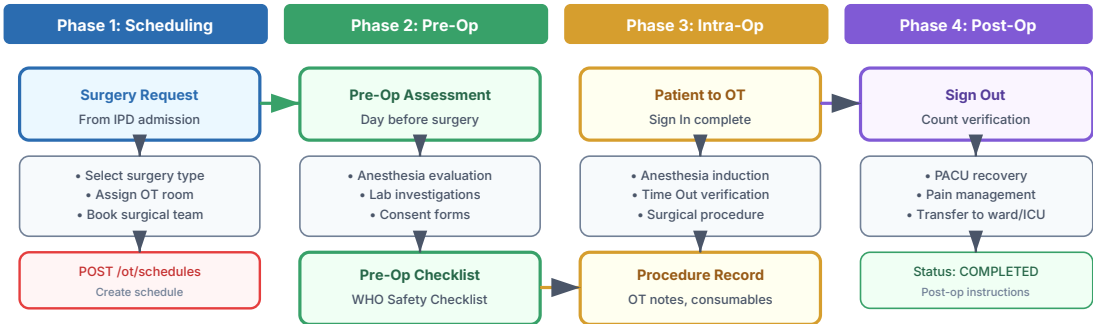 Phase 1: Scheduling
Phase 2: Pre-Op
Phase 3: Intra-Op
Phase 4: Post-Op
Surgery Request
From IPD admission
• Select surgery type
• Assign OT room
• Book surgical team
POST /ot/schedules
Create schedule
Pre-Op Assessment
Day before surgery
• Anesthesia evaluation
• Lab investigations
• Consent forms
Pre-Op Checklist
WHO Safety Checklist
Patient to OT
Sign In complete
• Anesthesia induction
• Time Out verification
• Surgical procedure
Procedure Record
OT notes, consumables
Sign Out
Count verification
• PACU recovery
• Pain management
• Transfer to ward/ICU
Status: COMPLETED
Post-op instructions